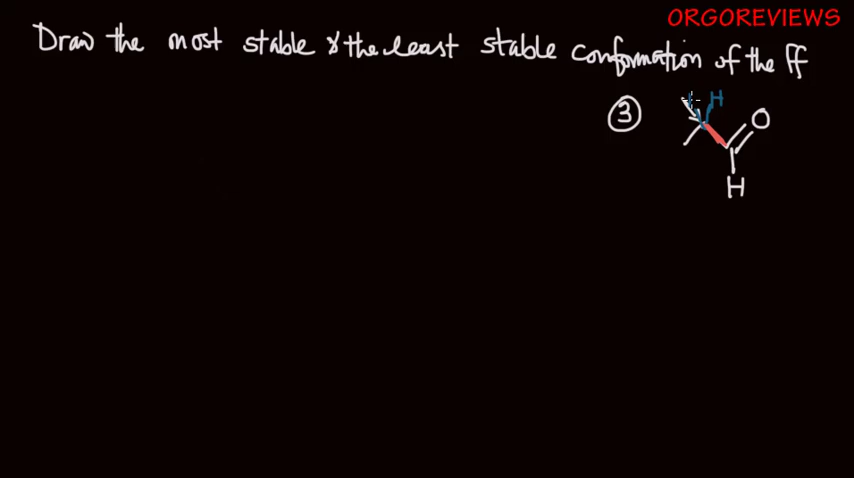 ORGOREVIEWS
Draw the most stable & the least stable conformation of the ff
3
H
O
H